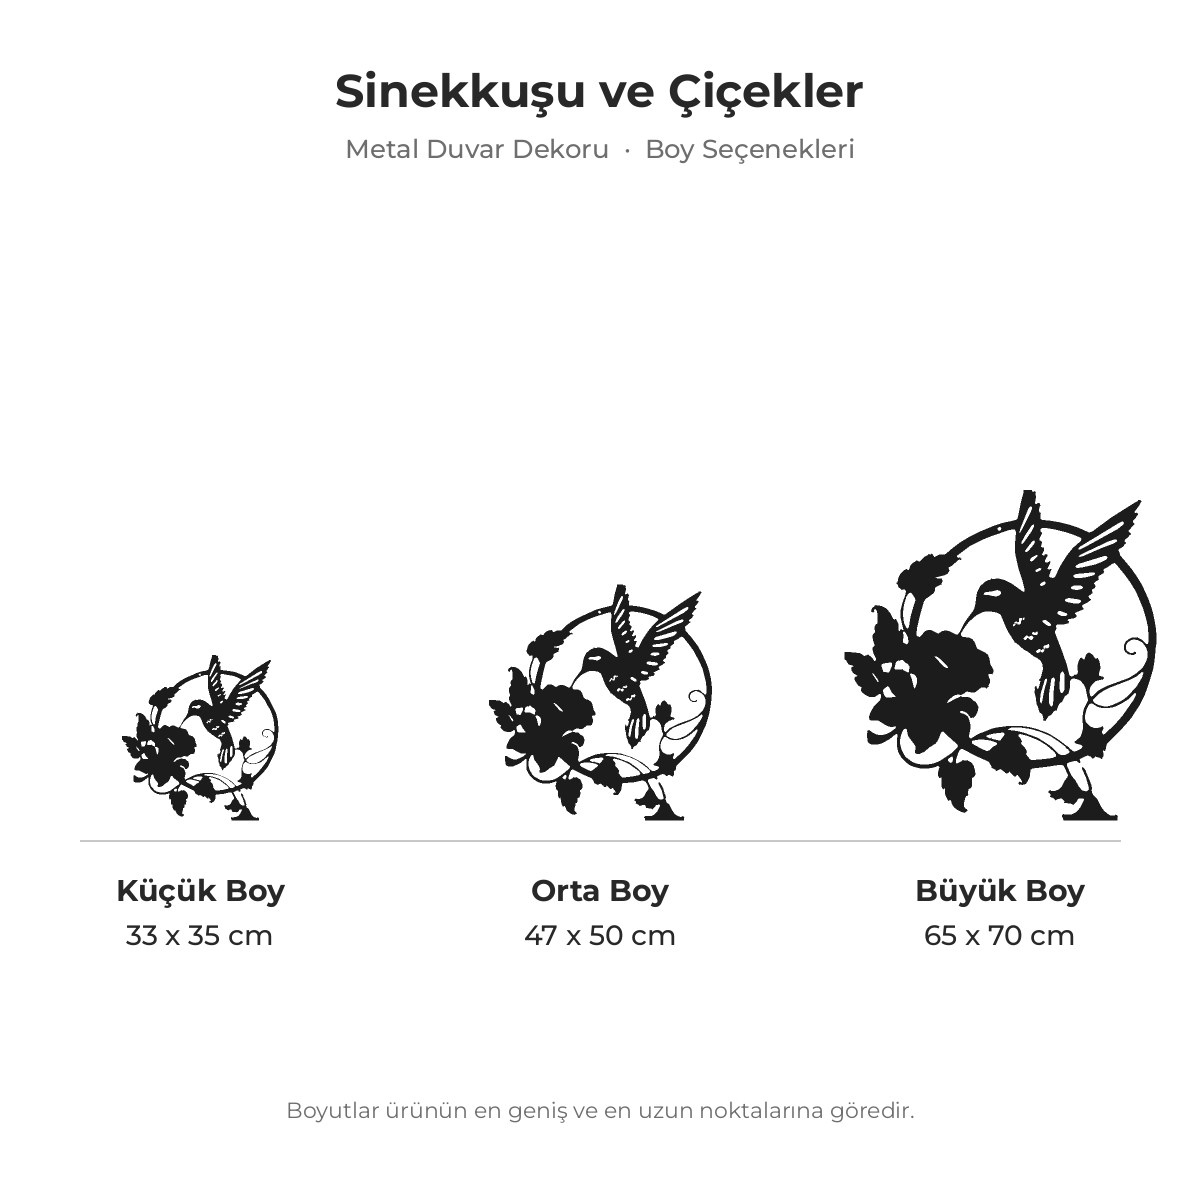 Sinekkuşu ve Çiçekler
Metal Duvar Dekoru · Boy Seçenekleri
Küçük Boy
33 x 35 cm
Orta Boy
47 x 50 cm
Büyük Boy
65 x 70 cm
Boyutlar ürünün en geniş ve en uzun noktalarına göredir.